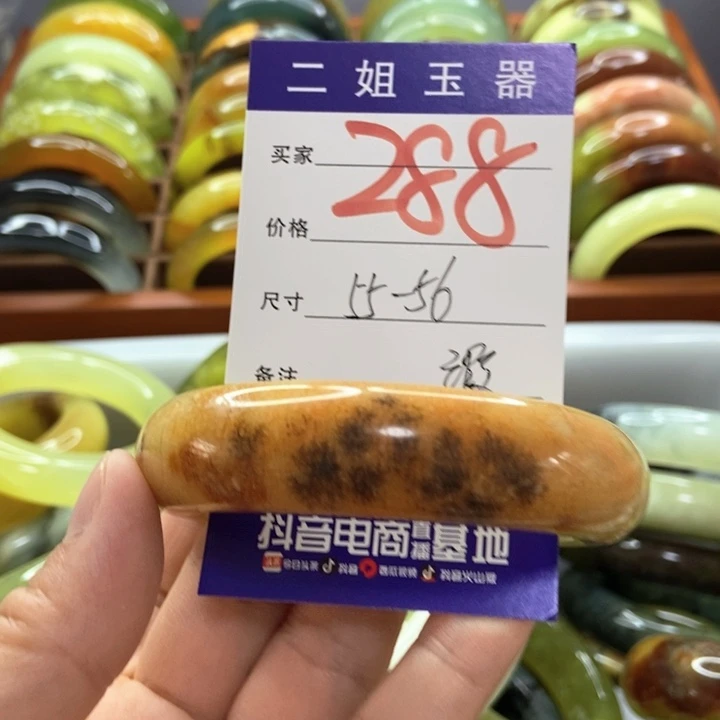 二姐玉器
买家
288
价格
尺寸 55-56
备注
抖音电商直播基地
今日头条 抖音 西瓜视频 抖音火山版